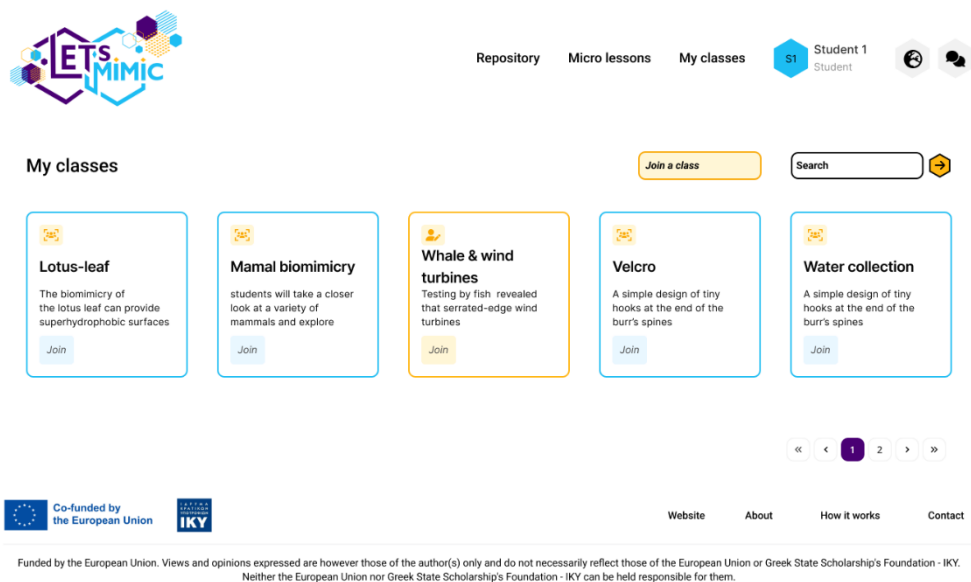 LET'S
MiMiC
Repository
Micro lessons
My classes
S1
Student 1
Student
My classes
Join a class
Search
Lotus-leaf
The biomimicry of
the lotus leaf can provide
superhydrophobic surfaces
Join
Mamal biomimicry
students will take a closer
look at a variety of
mammals and explore
Join
Whale & wind
turbines
Testing by fish revealed
that serrated-edge wind
turbines
Join
Velcro
A simple design of tiny
hooks at the end of the
burr's spines
Join
Water collection
A simple design of tiny
hooks at the end of the
burr's spines
Join
« ‹ 1 2 › »
Co-funded by
the European Union
IKY
Website
About
How it works
Contact
Funded by the European Union. Views and opinions expressed are however those of the author(s) only and do not necessarily reflect those of the European Union or Greek State Scholarship's Foundation - IKY.
Neither the European Union nor Greek State Scholarship's Foundation - IKY can be held responsible for them.